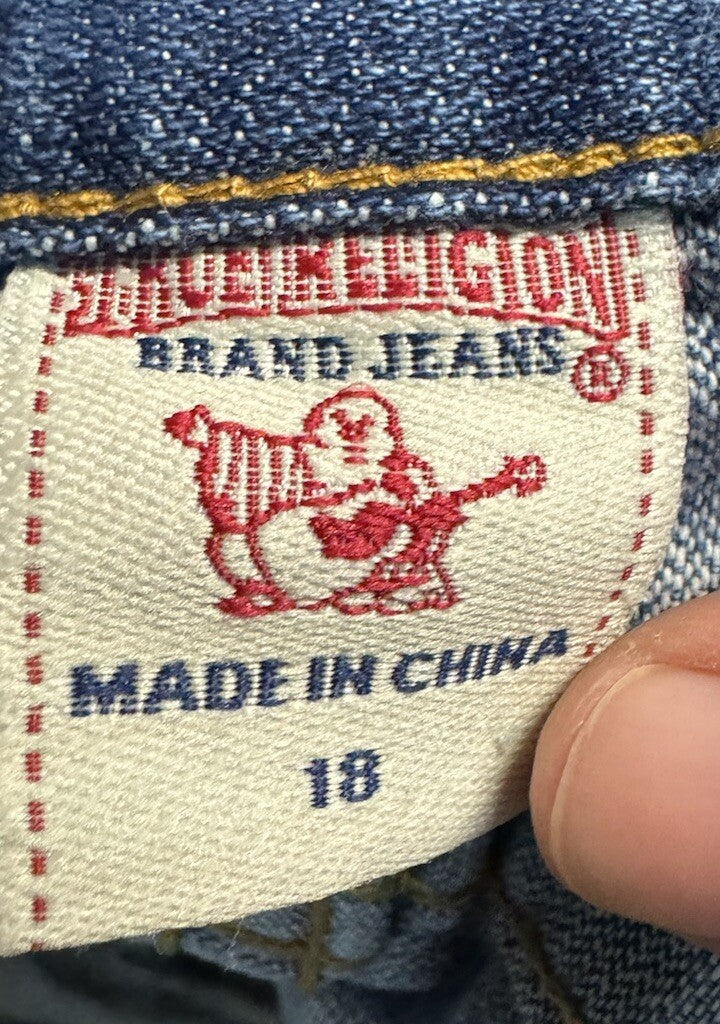 TRUE RELIGION
BRAND JEANS ®
MADE IN CHINA
18